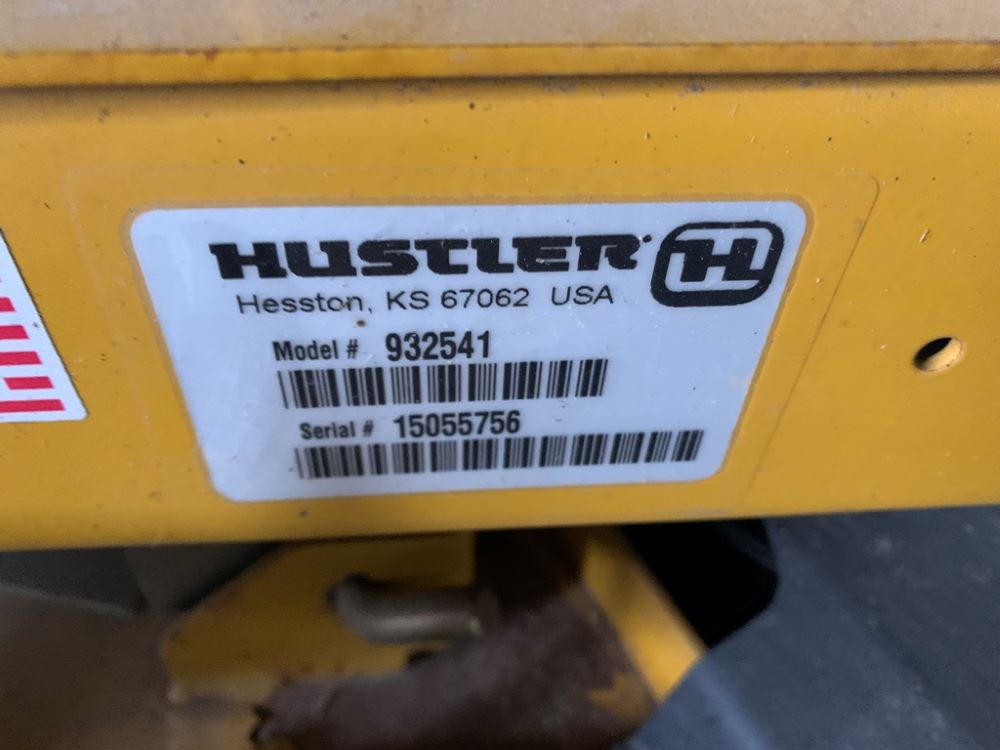 HUSTLER H
Hesston, KS 67062 USA
Model # 932541
Serial # 15055756